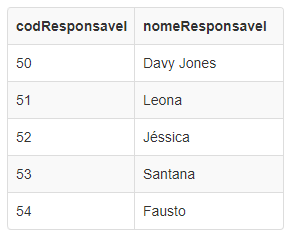 codResponsavel nomeResponsavel
50 Davy Jones
51 Leona
52 Jéssica
53 Santana
54 Fausto